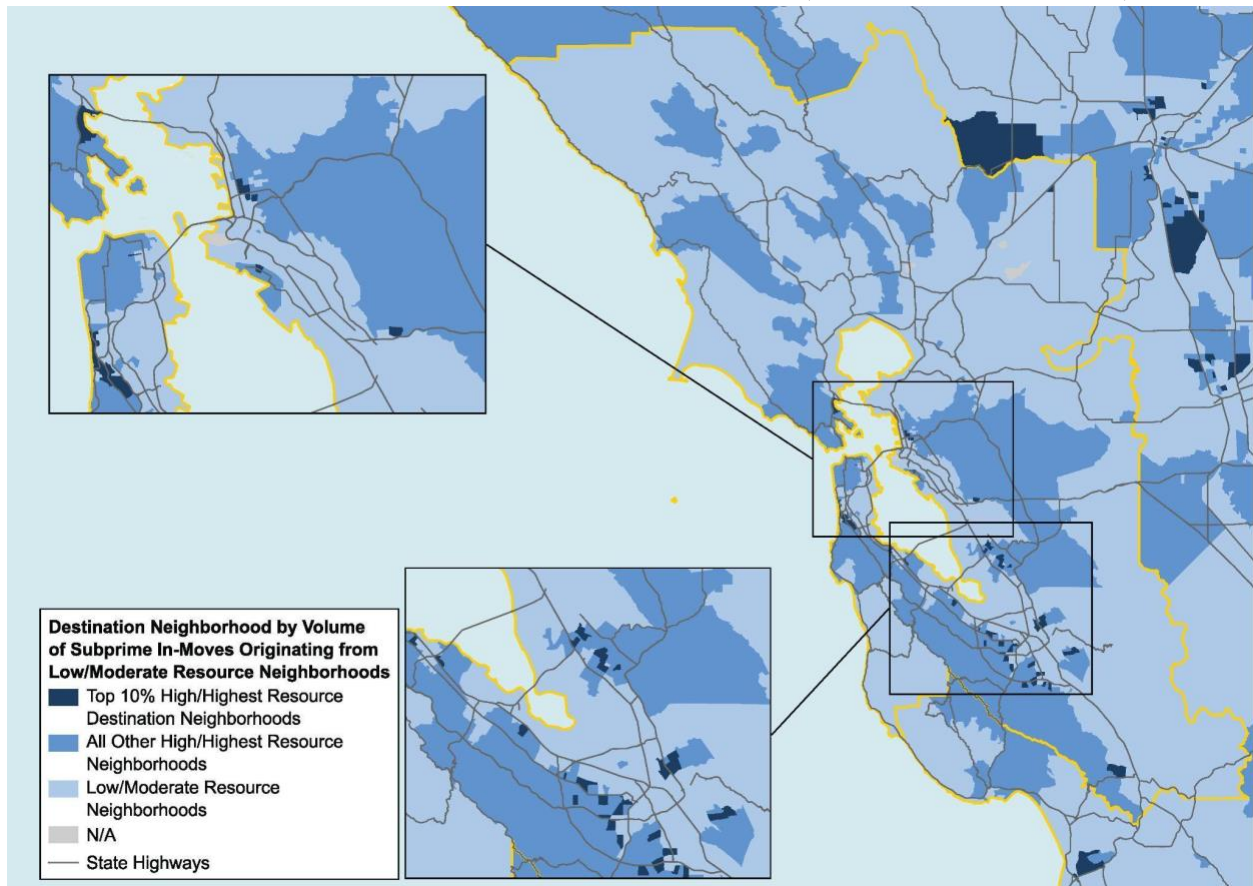 Destination Neighborhood by Volume
of Subprime In-Moves Originating from
Low/Moderate Resource Neighborhoods
Top 10% High/Highest Resource
Destination Neighborhoods
All Other High/Highest Resource
Neighborhoods
Low/Moderate Resource
Neighborhoods
N/A
State Highways